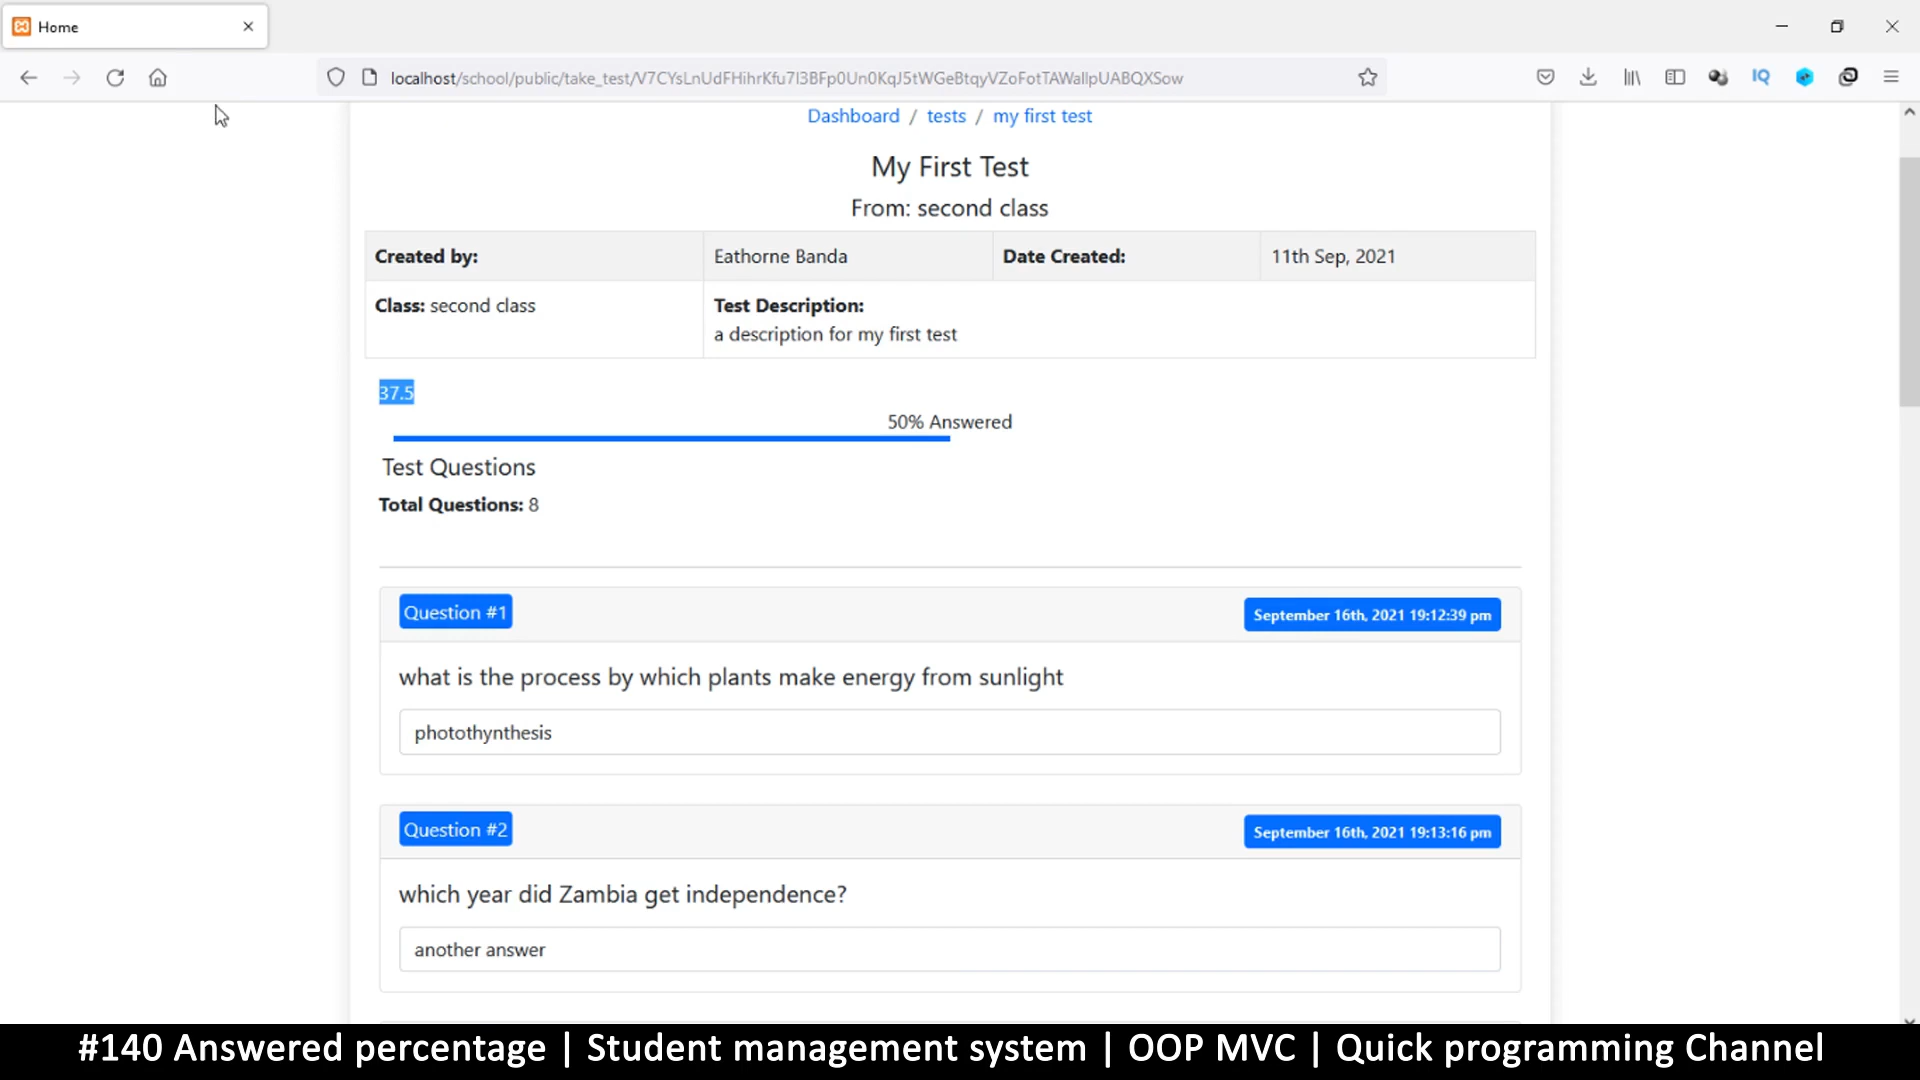 Home
localhost/school/public/take_test/V7CYsLnUdFHihrKfu7I3BFp0Un0KqJ5tWGeBtqyVZoFotTAWallpUABQXSow
IQ
Dashboard / tests / my first test
My First Test
From: second class
Created by: Eathorne Banda Date Created: 11th Sep, 2021
Class: second class Test Description:
a description for my first test
37.5
50% Answered
Test Questions
Total Questions: 8
Question #1 September 16th, 2021 19:12:39 pm
what is the process by which plants make energy from sunlight
photothynthesis
Question #2 September 16th, 2021 19:13:16 pm
which year did Zambia get independence?
another answer
#140 Answered percentage | Student management system | OOP MVC | Quick programming Channel